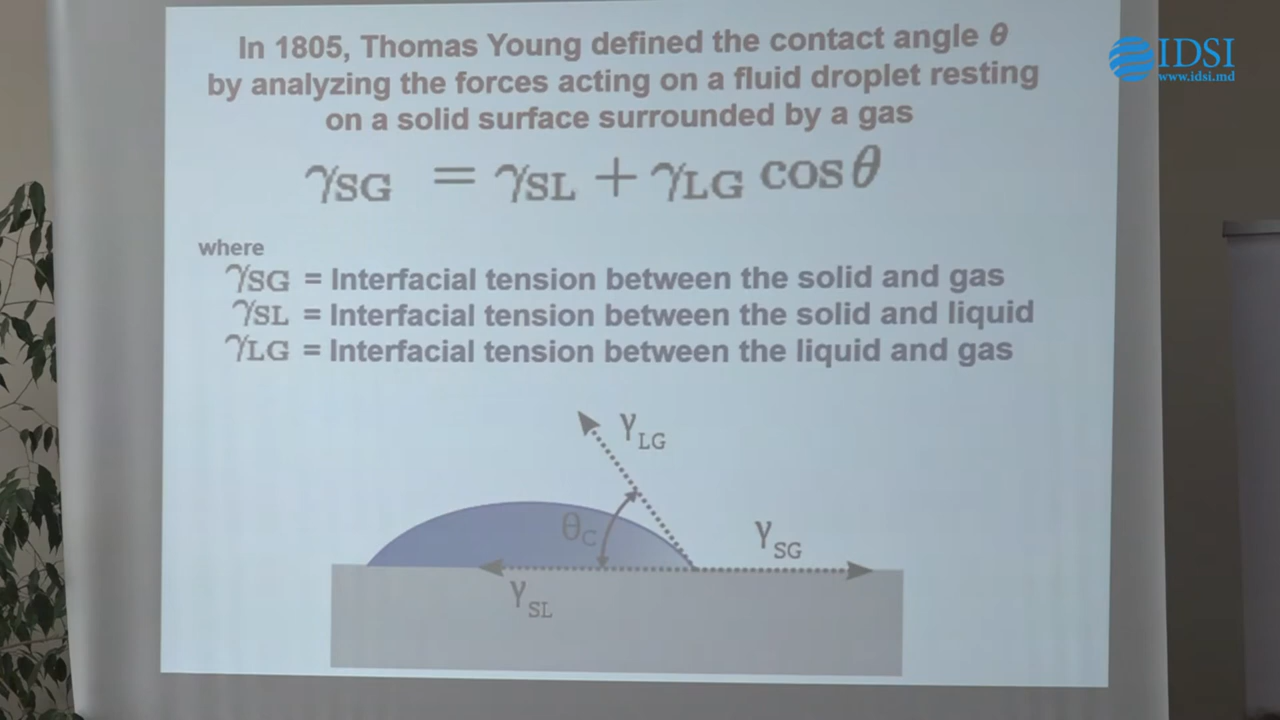 In 1805, Thomas Young defined the contact angle θ
by analyzing the forces acting on a fluid droplet resting
on a solid surface surrounded by a gas
γSG = γSL + γLG cos θ
where
γSG = Interfacial tension between the solid and gas
γSL = Interfacial tension between the solid and liquid
γLG = Interfacial tension between the liquid and gas
γLG
θC
γSG
γSL
IDSI
www.idsi.md